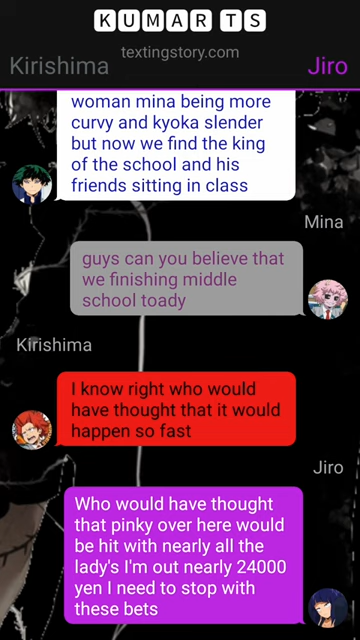 KUMAR TS
textingstory.com
Kirishima
Jiro
woman mina being more
curvy and kyoka slender
but now we find the king
of the school and his
friends sitting in class
Mina
guys can you believe that
we finishing middle
school toady
Kirishima
I know right who would
have thought that it would
happen so fast
Jiro
Who would have thought
that pinky over here would
be hit with nearly all the
lady's I'm out nearly 24000
yen I need to stop with
these bets